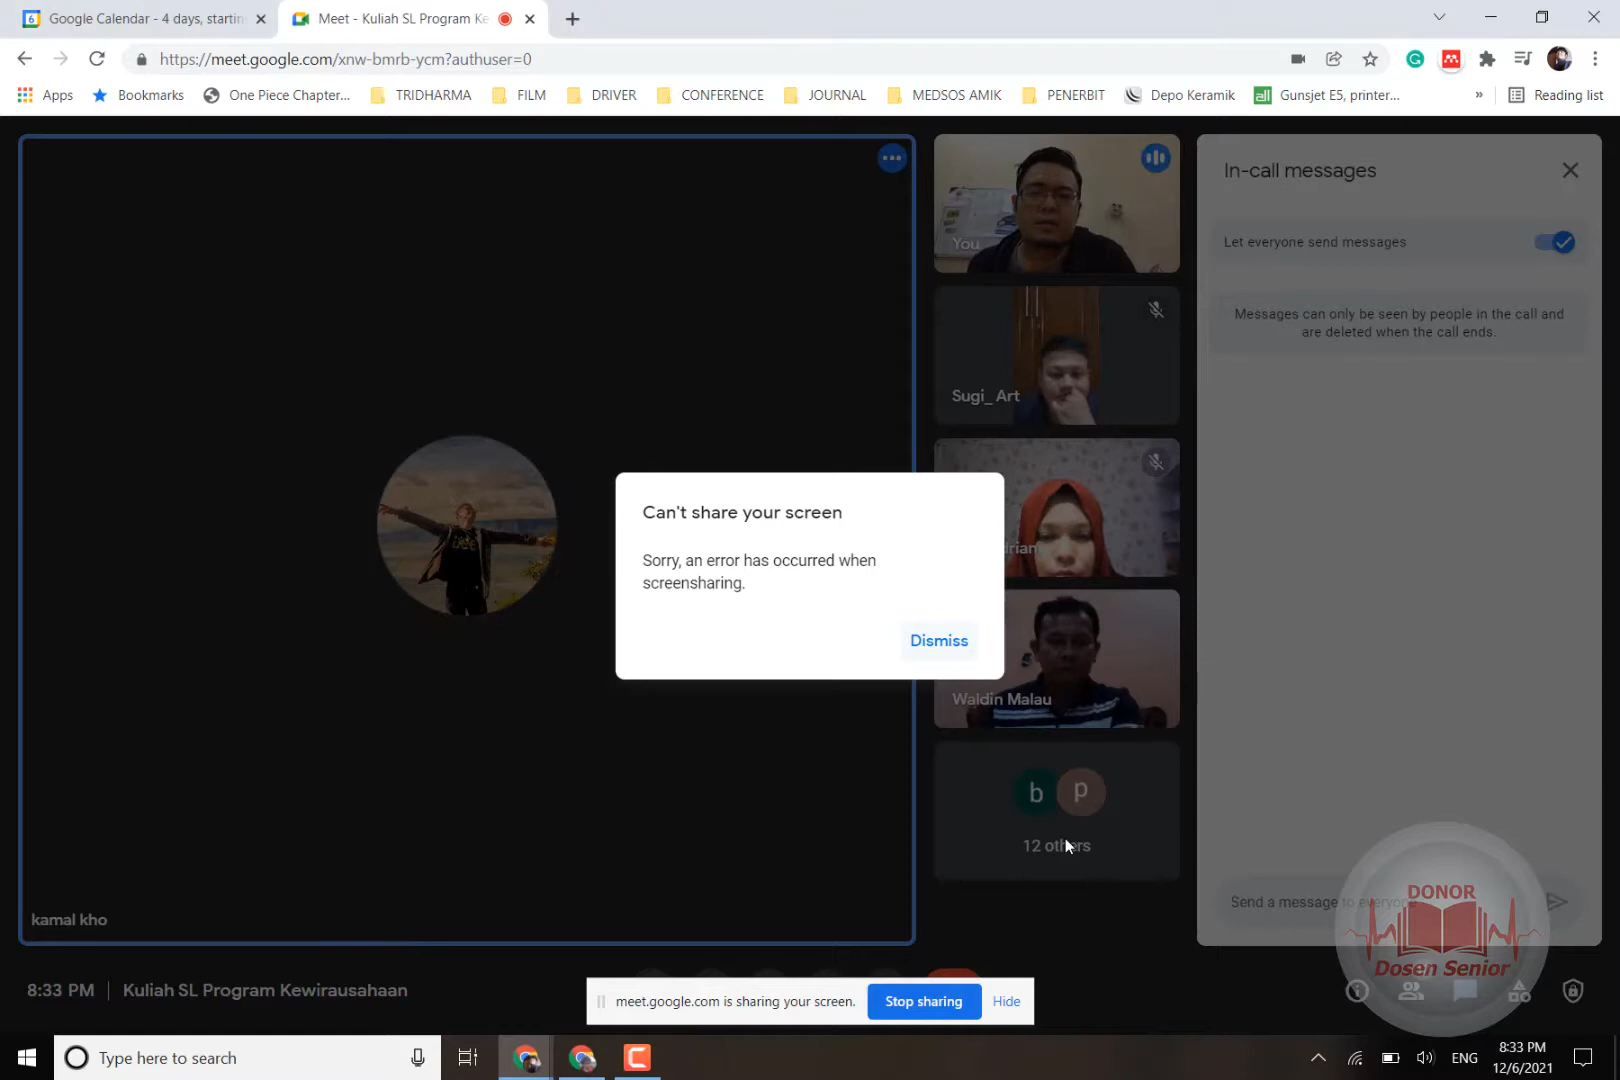 Google Calendar - 4 days, startin
Meet - Kuliah SL Program Ke
https://meet.google.com/xnw-bmrb-ycm?authuser=0
Apps
Bookmarks
One Piece Chapter...
TRIDHARMA
FILM
DRIVER
CONFERENCE
JOURNAL
MEDSOS AMIK
PENERBIT
Depo Keramik
Gunsjet E5, printer...
»
Reading list
You
Sugi_ Art
Waldin Malau
b
p
12 others
kamal kho
In-call messages
Let everyone send messages
Messages can only be seen by people in the call and
are deleted when the call ends.
Send a message to everyone
Can't share your screen
Sorry, an error has occurred when
screensharing.
Dismiss
DONOR
Dosen Senior
8:33 PM | Kuliah SL Program Kewirausahaan
meet.google.com is sharing your screen.
Stop sharing
Hide
Type here to search
ENG
8:33 PM
12/6/2021